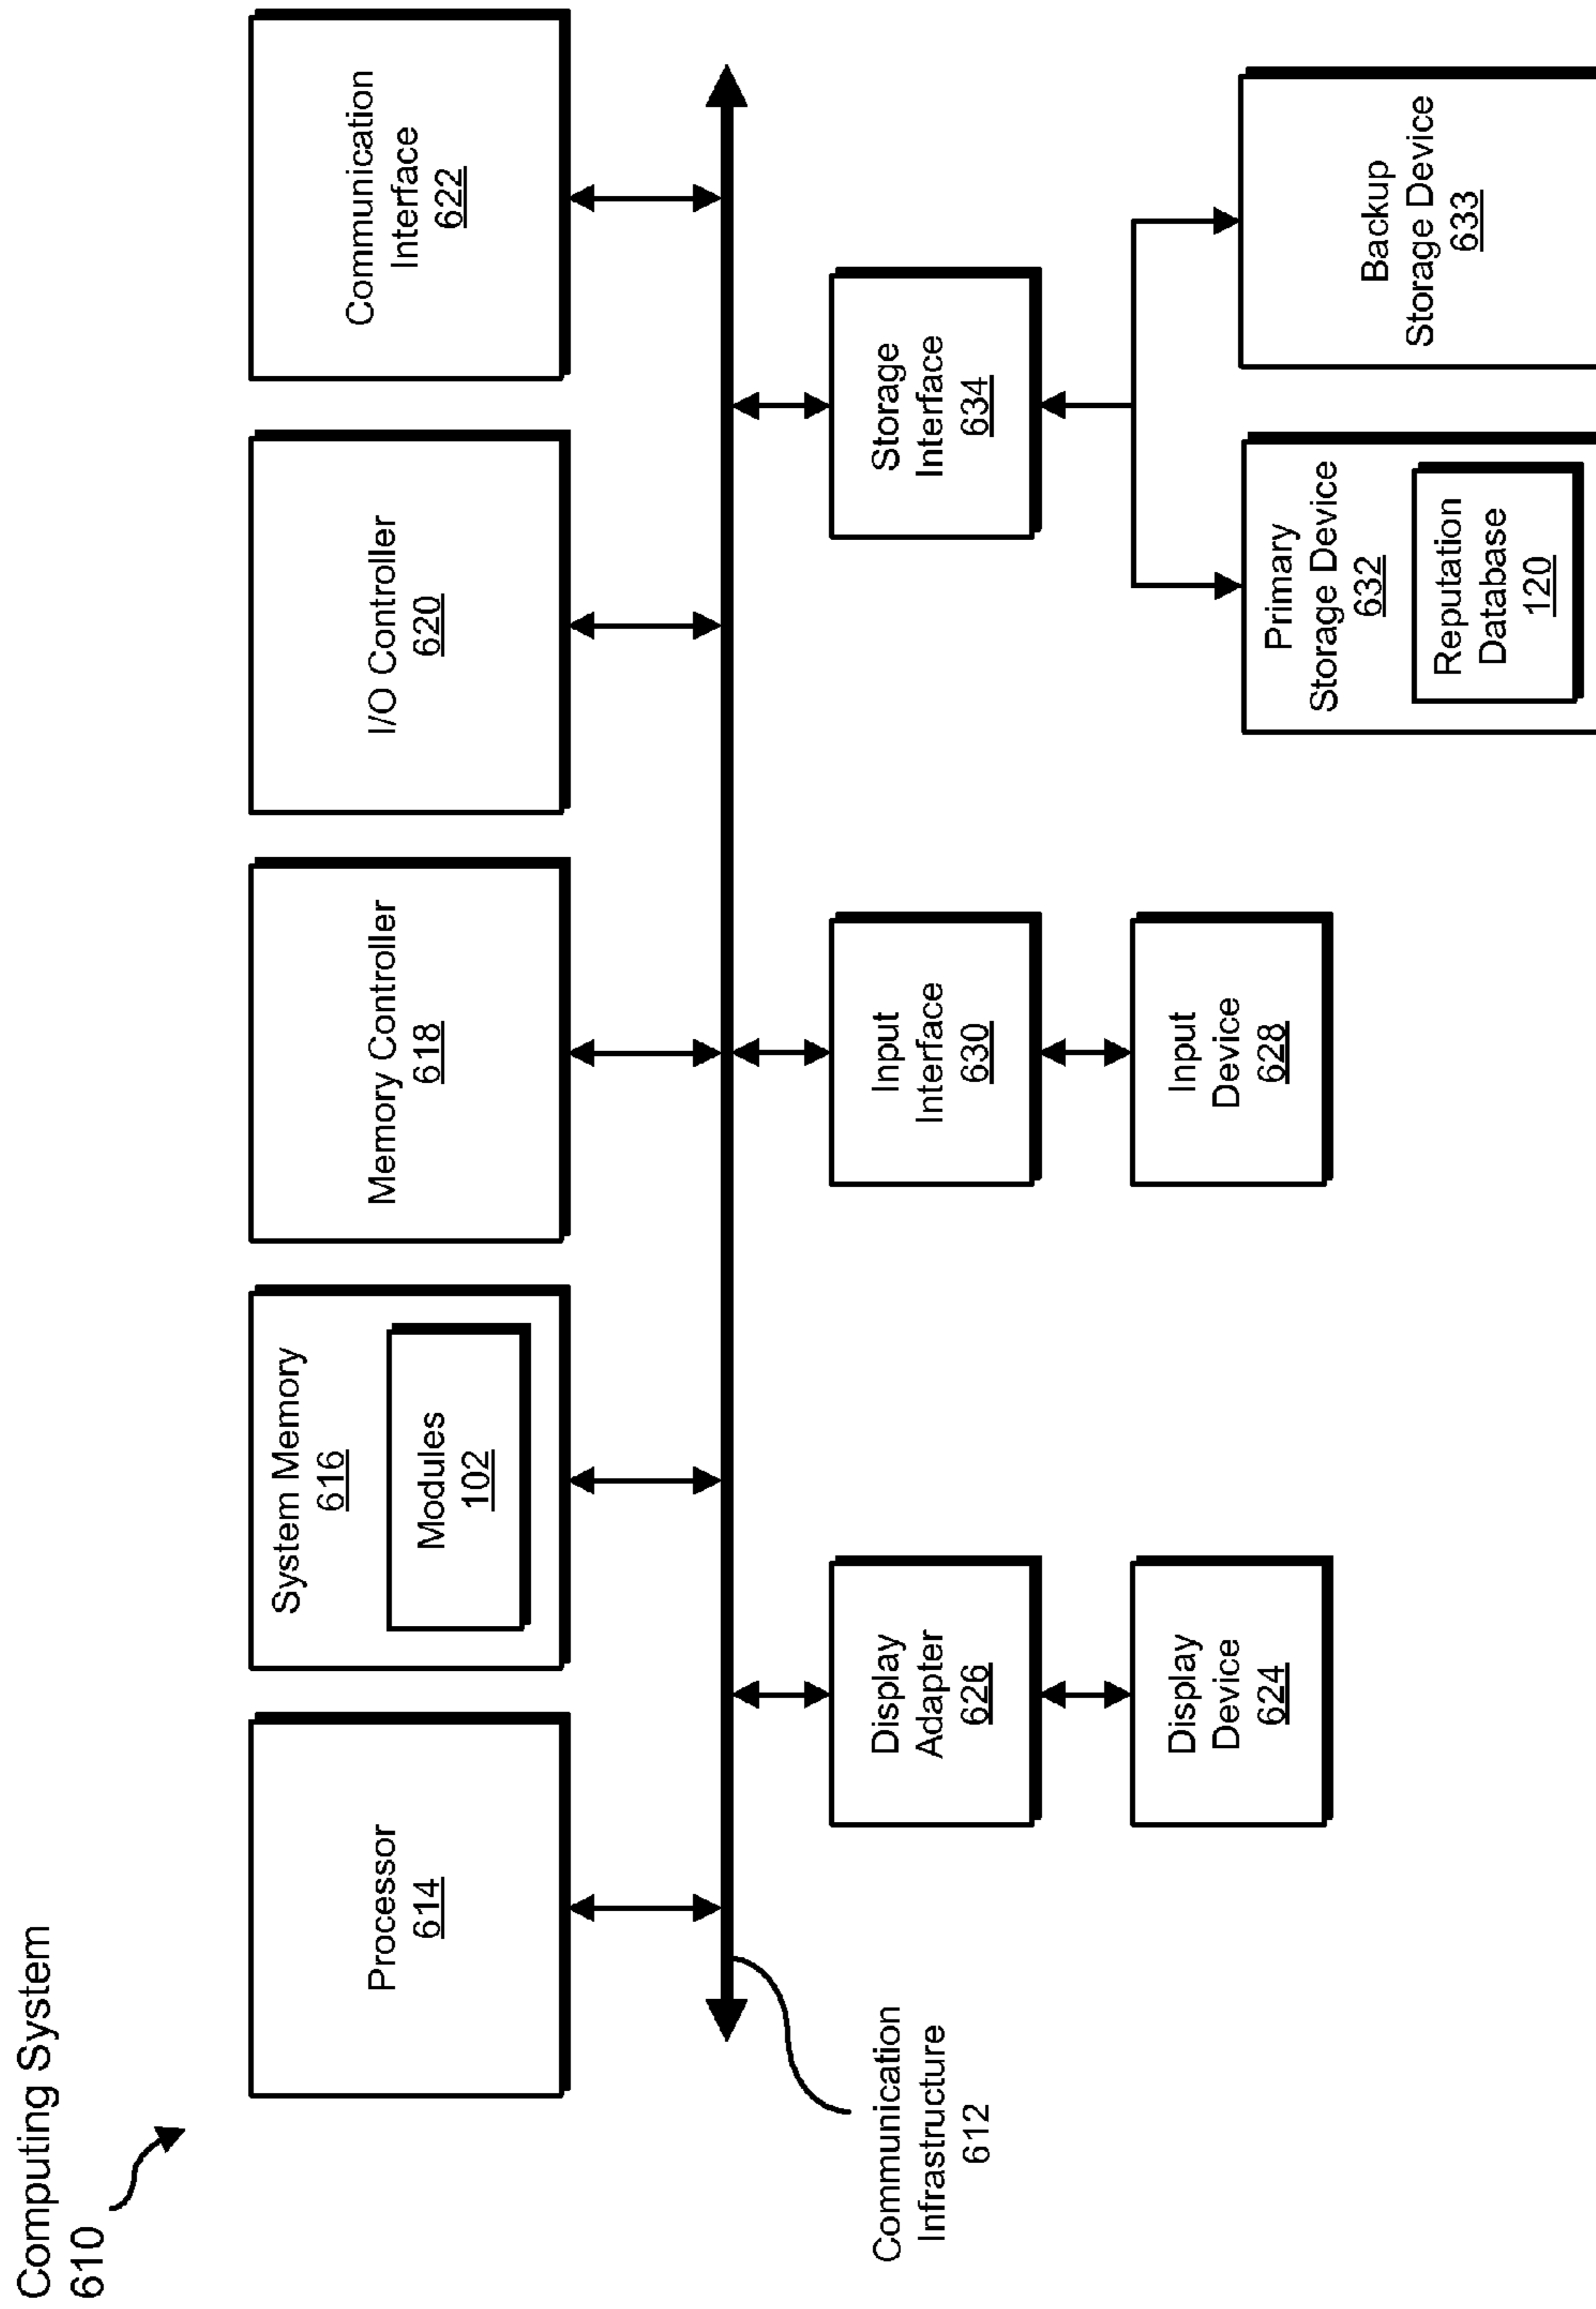 Computing System
610
Processor
614
System Memory
616
Modules
102
Memory Controller
618
I/O Controller
620
Communication
Interface
622
Communication
Infrastructure
612
Display
Adapter
626
Display
Device
624
Input
Interface
630
Input
Device
628
Storage
Interface
634
Primary
Storage Device
632
Reputation
Database
120
Backup
Storage Device
633